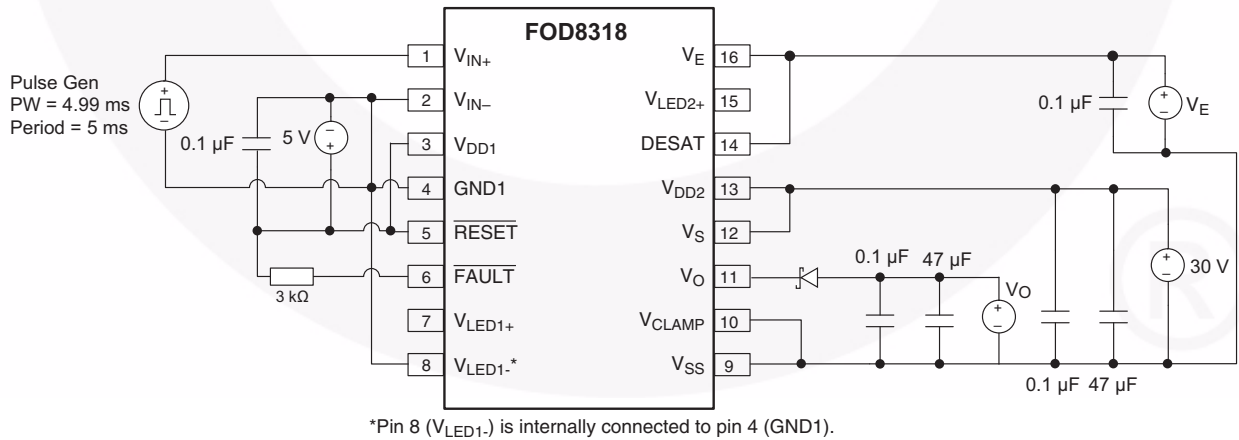 FOD8318
Pulse Gen
PW = 4.99 ms
Period = 5 ms
+
–
0.1 µF
5 V
–
+
3 kΩ
1
2
3
4
5
6
7
8
V_IN+
V_IN–
V_DD1
GND1
RESET
FAULT
V_LED1+
V_LED1-*
V_E
V_LED2+
DESAT
V_DD2
V_S
V_O
V_CLAMP
V_SS
16
15
14
13
12
11
10
9
0.1 µF
+
–
V_E
0.1 µF 47 µF
+
–
V_O
+
–
30 V
0.1 µF 47 µF
®
*Pin 8 (V_LED1-) is internally connected to pin 4 (GND1).